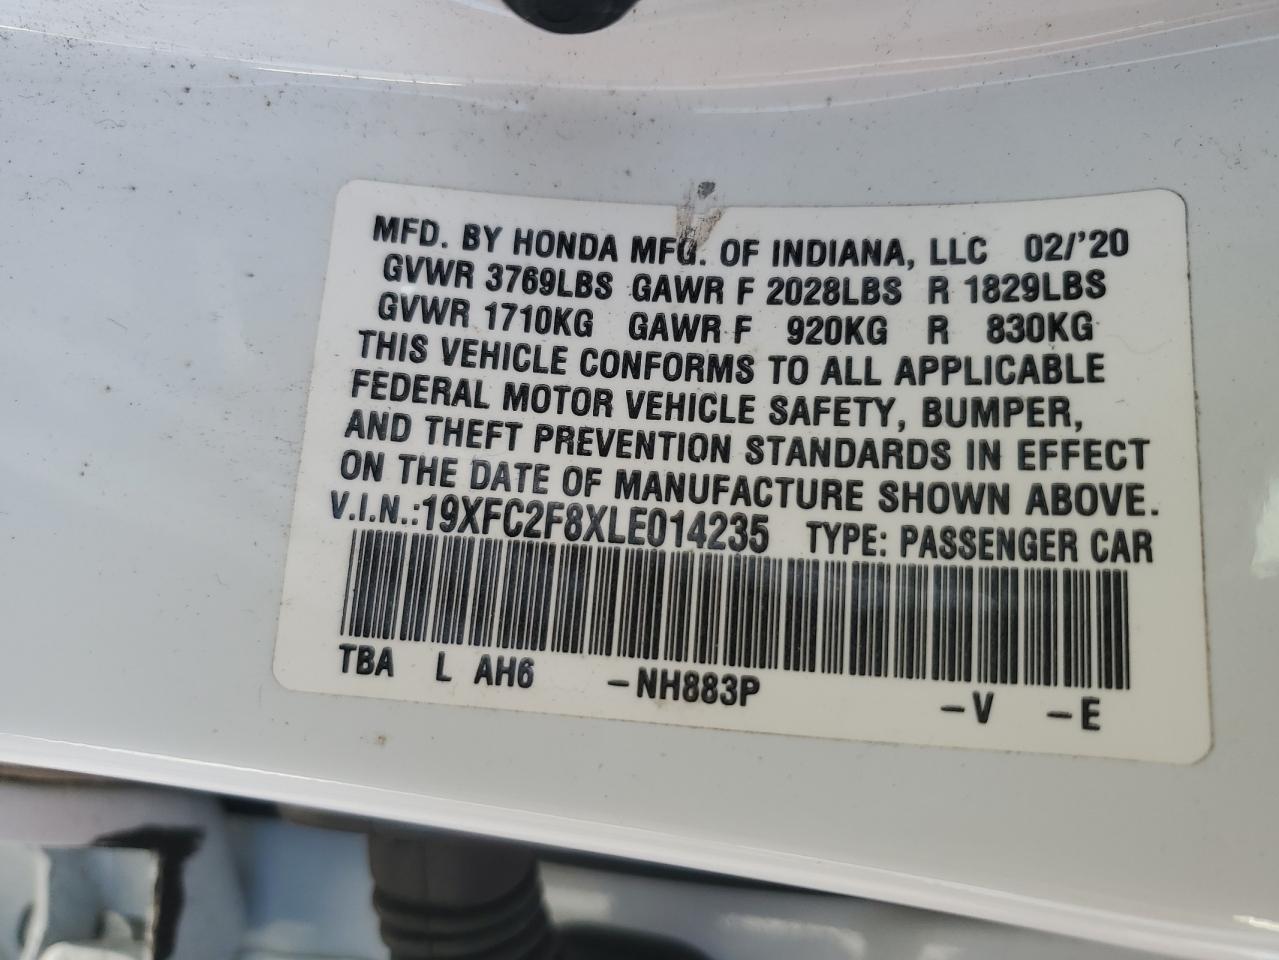 MFD. BY HONDA MFG. OF INDIANA, LLC 02/'20
GVWR 3769LBS GAWR F 2028LBS R 1829LBS
GVWR 1710KG GAWR F 920KG R 830KG
THIS VEHICLE CONFORMS TO ALL APPLICABLE
FEDERAL MOTOR VEHICLE SAFETY, BUMPER,
AND THEFT PREVENTION STANDARDS IN EFFECT
ON THE DATE OF MANUFACTURE SHOWN ABOVE.
V.I.N.:19XFC2F8XLE014235 TYPE: PASSENGER CAR
TBA L AH6 -NH883P -V -E